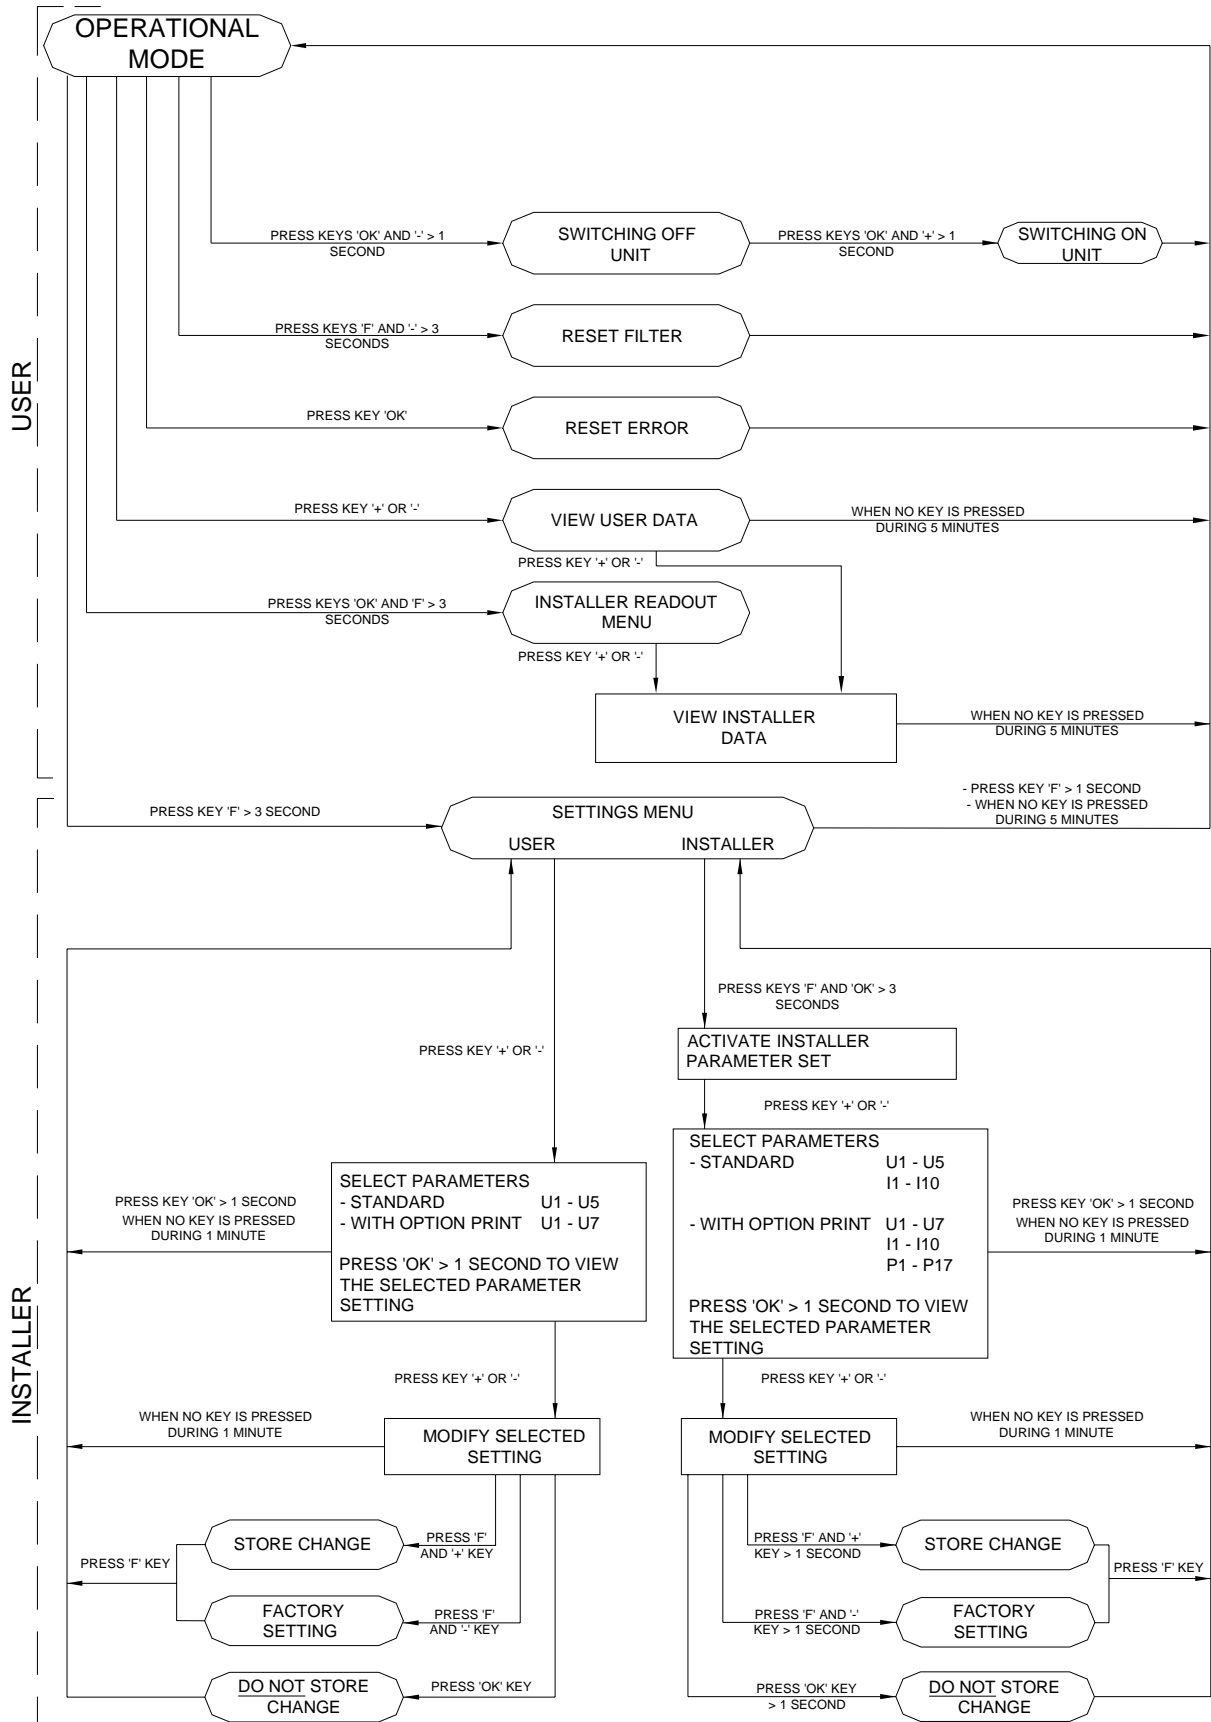 OPERATIONAL
MODE
PRESS KEYS 'OK' AND '-' > 1
SECOND
SWITCHING OFF
UNIT
PRESS KEYS 'OK' AND '+' > 1
SECOND
SWITCHING ON
UNIT
PRESS KEYS 'F' AND '-' > 3
SECONDS
RESET FILTER
USER
PRESS KEY 'OK'
RESET ERROR
PRESS KEY '+' OR '-'
VIEW USER DATA
WHEN NO KEY IS PRESSED
DURING 5 MINUTES
PRESS KEY '+' OR '-'
PRESS KEYS 'OK' AND 'F' > 3
SECONDS
INSTALLER READOUT
MENU
PRESS KEY '+' OR '-'
VIEW INSTALLER
DATA
WHEN NO KEY IS PRESSED
DURING 5 MINUTES
PRESS KEY 'F' > 3 SECOND
SETTINGS MENU
USER INSTALLER
- PRESS KEY 'F' > 1 SECOND
- WHEN NO KEY IS PRESSED
DURING 5 MINUTES
PRESS KEYS 'F' AND 'OK' > 3
SECONDS
PRESS KEY '+' OR '-'
ACTIVATE INSTALLER
PARAMETER SET
PRESS KEY '+' OR '-'
PRESS KEY 'OK' > 1 SECOND
WHEN NO KEY IS PRESSED
DURING 1 MINUTE
SELECT PARAMETERS
- STANDARD U1 - U5
- WITH OPTION PRINT U1 - U7
PRESS 'OK' > 1 SECOND TO VIEW
THE SELECTED PARAMETER
SETTING
SELECT PARAMETERS
- STANDARD U1 - U5
I1 - I10
- WITH OPTION PRINT U1 - U7
I1 - I10
P1 - P17
PRESS 'OK' > 1 SECOND TO VIEW
THE SELECTED PARAMETER
SETTING
PRESS KEY 'OK' > 1 SECOND
WHEN NO KEY IS PRESSED
DURING 1 MINUTE
INSTALLER
PRESS KEY '+' OR '-'
PRESS KEY '+' OR '-'
WHEN NO KEY IS PRESSED
DURING 1 MINUTE
MODIFY SELECTED
SETTING
MODIFY SELECTED
SETTING
WHEN NO KEY IS PRESSED
DURING 1 MINUTE
PRESS 'F' KEY
STORE CHANGE
PRESS 'F'
AND '+' KEY
PRESS 'F' AND '+'
KEY > 1 SECOND
STORE CHANGE
PRESS 'F' KEY
FACTORY
SETTING
PRESS 'F'
AND '-' KEY
PRESS 'F' AND '-'
KEY > 1 SECOND
FACTORY
SETTING
DO NOT STORE
CHANGE
PRESS 'OK' KEY
PRESS 'OK' KEY
> 1 SECOND
DO NOT STORE
CHANGE